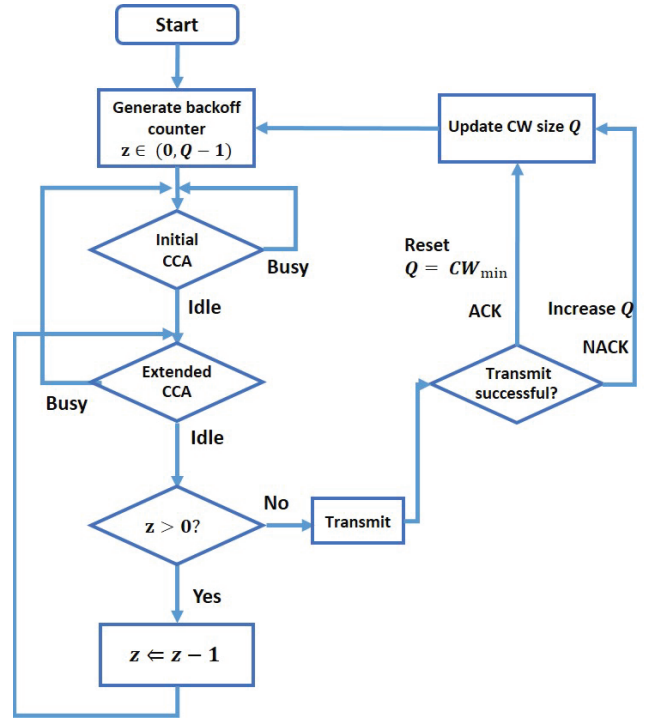 Start
Generate backoff
counter
z ∈ (0, Q − 1)
Update CW size Q
Initial
CCA
Busy
Idle
Reset
Q = CW_min
ACK
Increase Q
NACK
Extended
CCA
Busy
Idle
Transmit
successful?
z > 0?
No
Transmit
Yes
z ⇐ z − 1